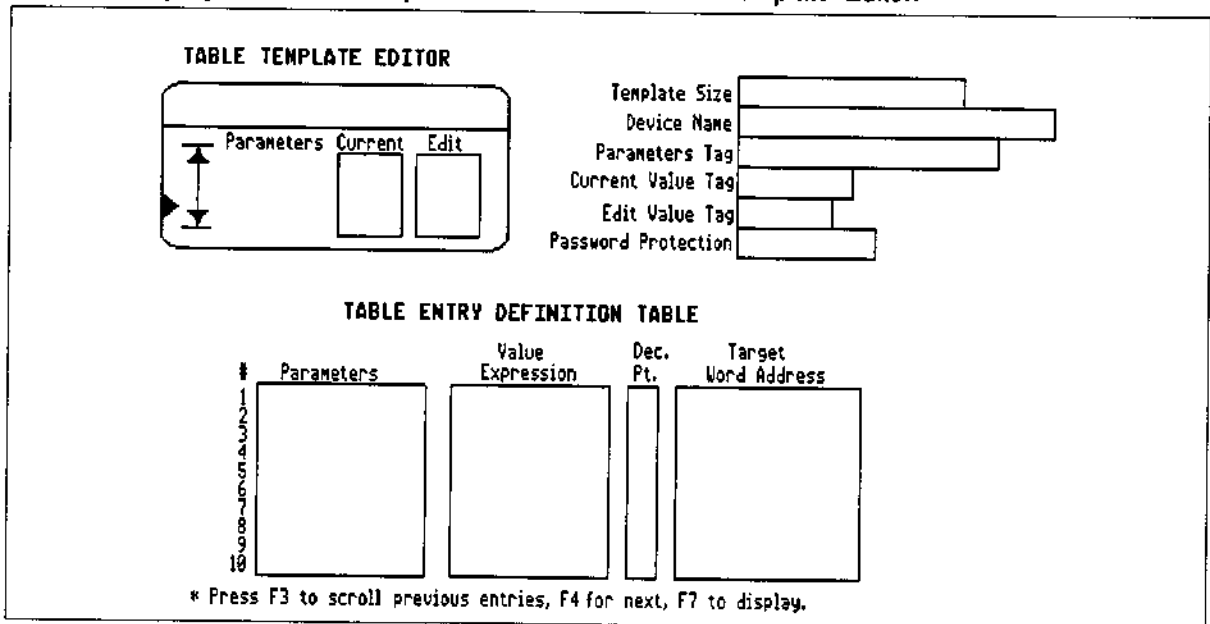 TABLE TEMPLATE EDITOR
Parameters Current Edit
Template Size
Device Name
Parameters Tag
Current Value Tag
Edit Value Tag
Password Protection
TABLE ENTRY DEFINITION TABLE
# Parameters Value Expression Dec. Pt. Target Word Address
1
2
3
4
5
6
7
8
9
10
* Press F3 to scroll previous entries, F4 for next, F7 to display.